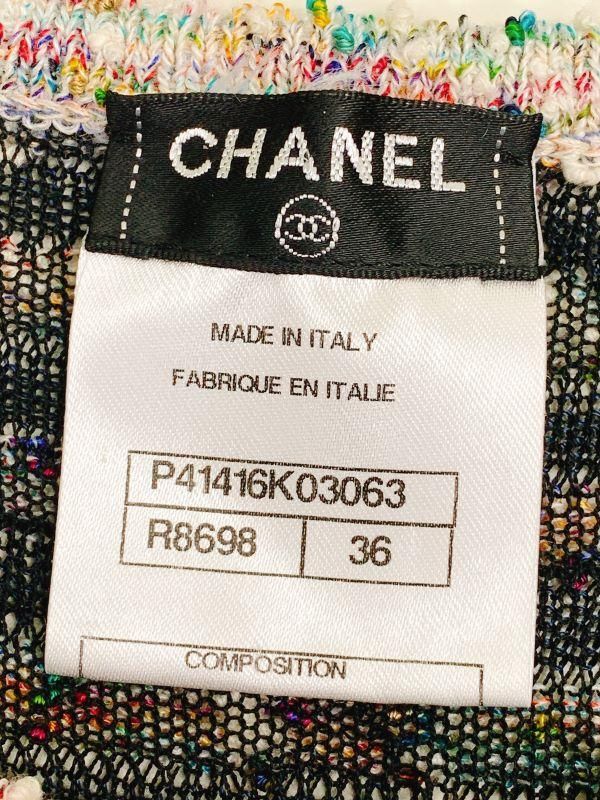 CHANEL
MADE IN ITALY
FABRIQUE EN ITALIE
P41416K03063
R8698 36
COMPOSITION